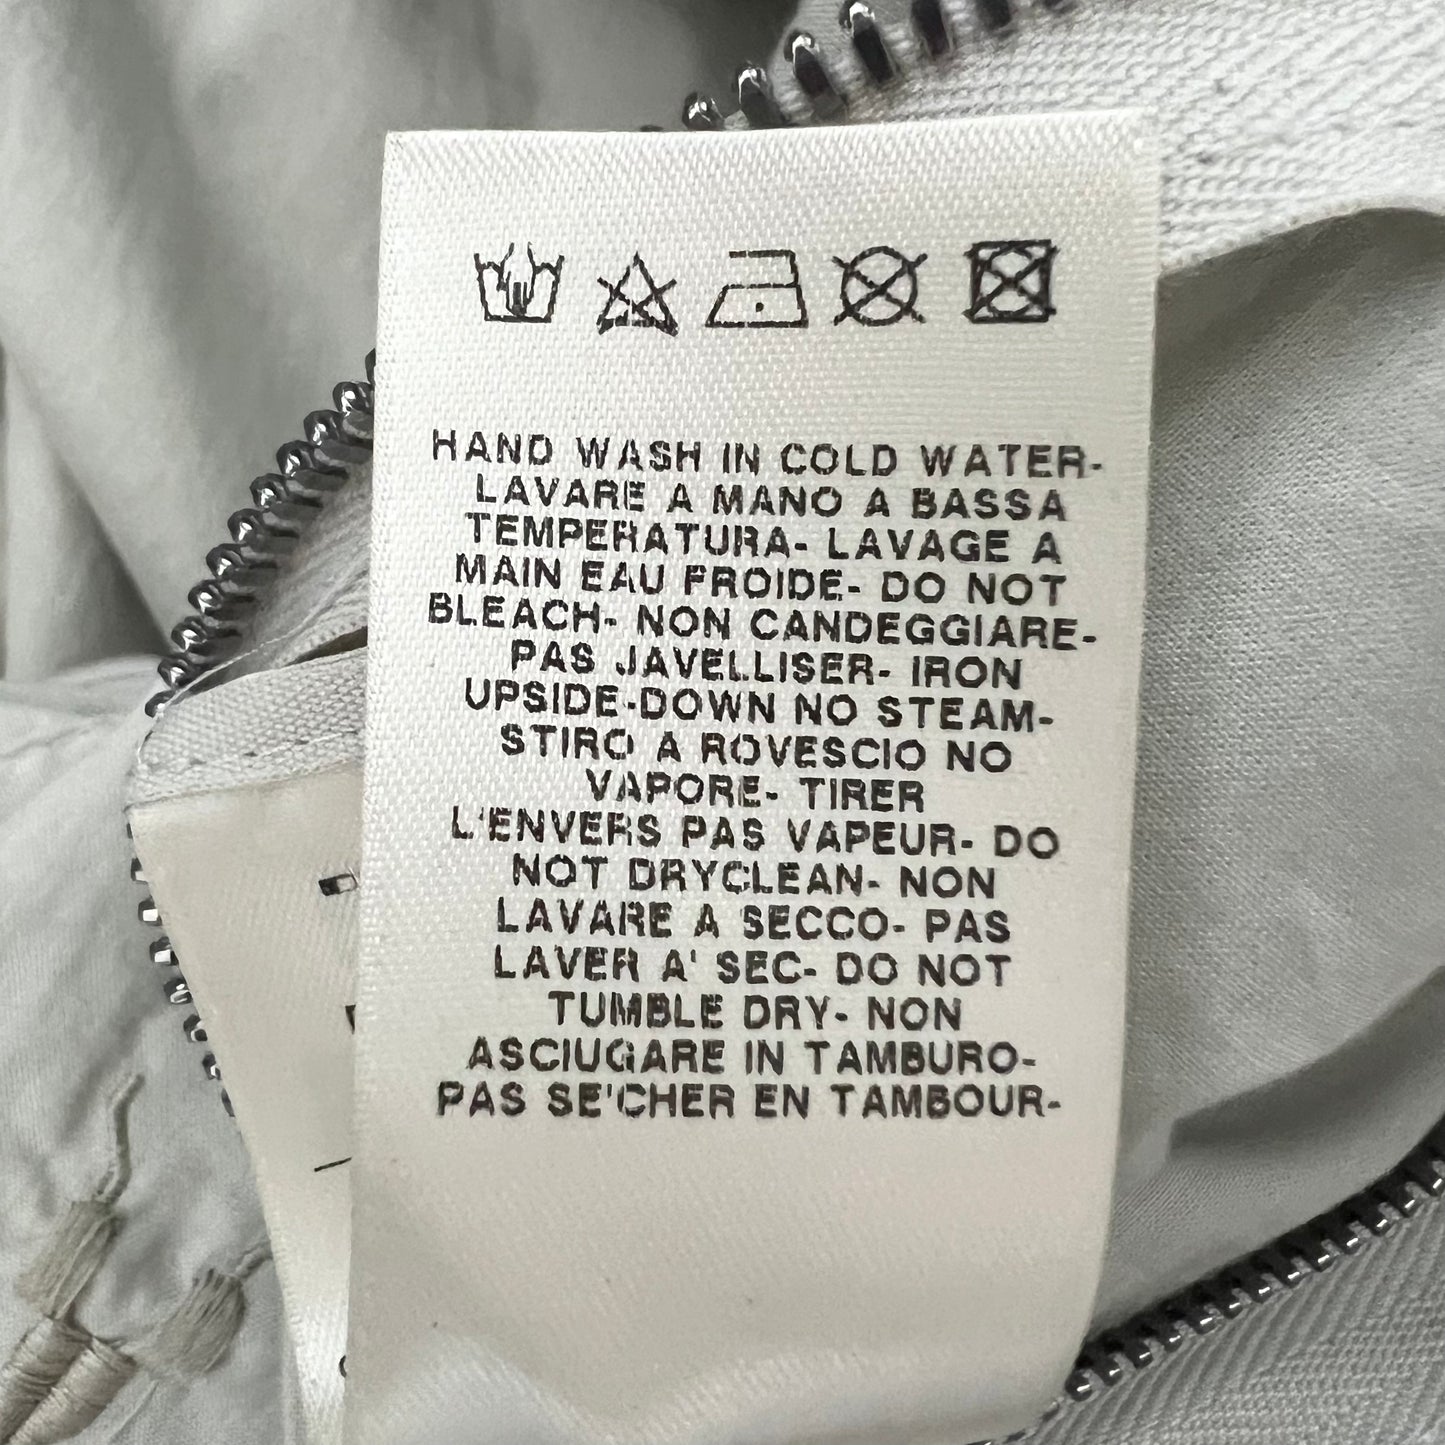 HAND WASH IN COLD WATER-
LAVARE A MANO A BASSA
TEMPERATURA- LAVAGE A
MAIN EAU FROIDE- DO NOT
BLEACH- NON CANDEGGIARE-
PAS JAVELLISER- IRON
UPSIDE-DOWN NO STEAM-
STIRO A ROVESCIO NO
VAPORE- TIRER
L'ENVERS PAS VAPEUR- DO
NOT DRYCLEAN- NON
LAVARE A SECCO- PAS
LAVER A' SEC- DO NOT
TUMBLE DRY- NON
ASCIUGARE IN TAMBURO-
PAS SE'CHER EN TAMBOUR-